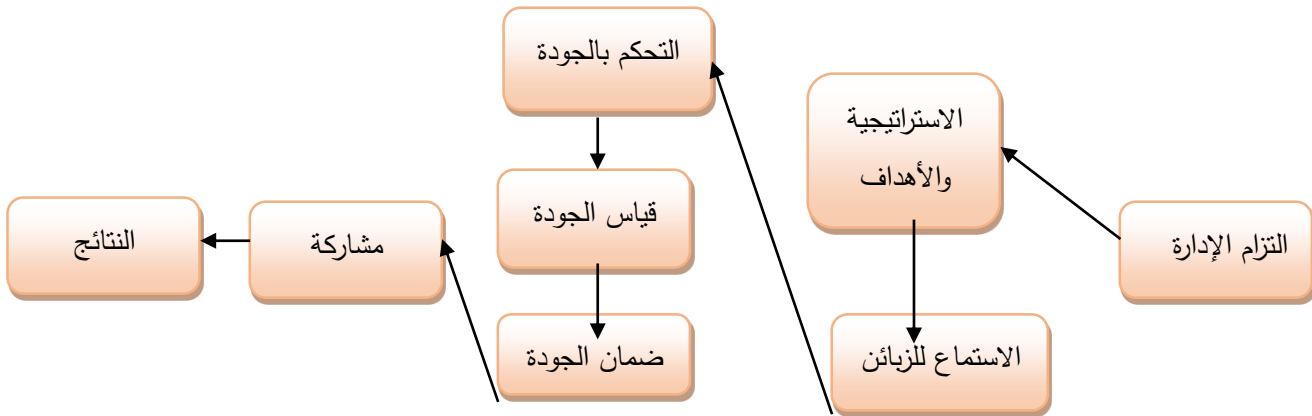 التزام الإدارة
الاستراتيجية
والأهداف
الاستماع للزبائن
التحكم بالجودة
قياس الجودة
ضمان الجودة
مشاركة
النتائج